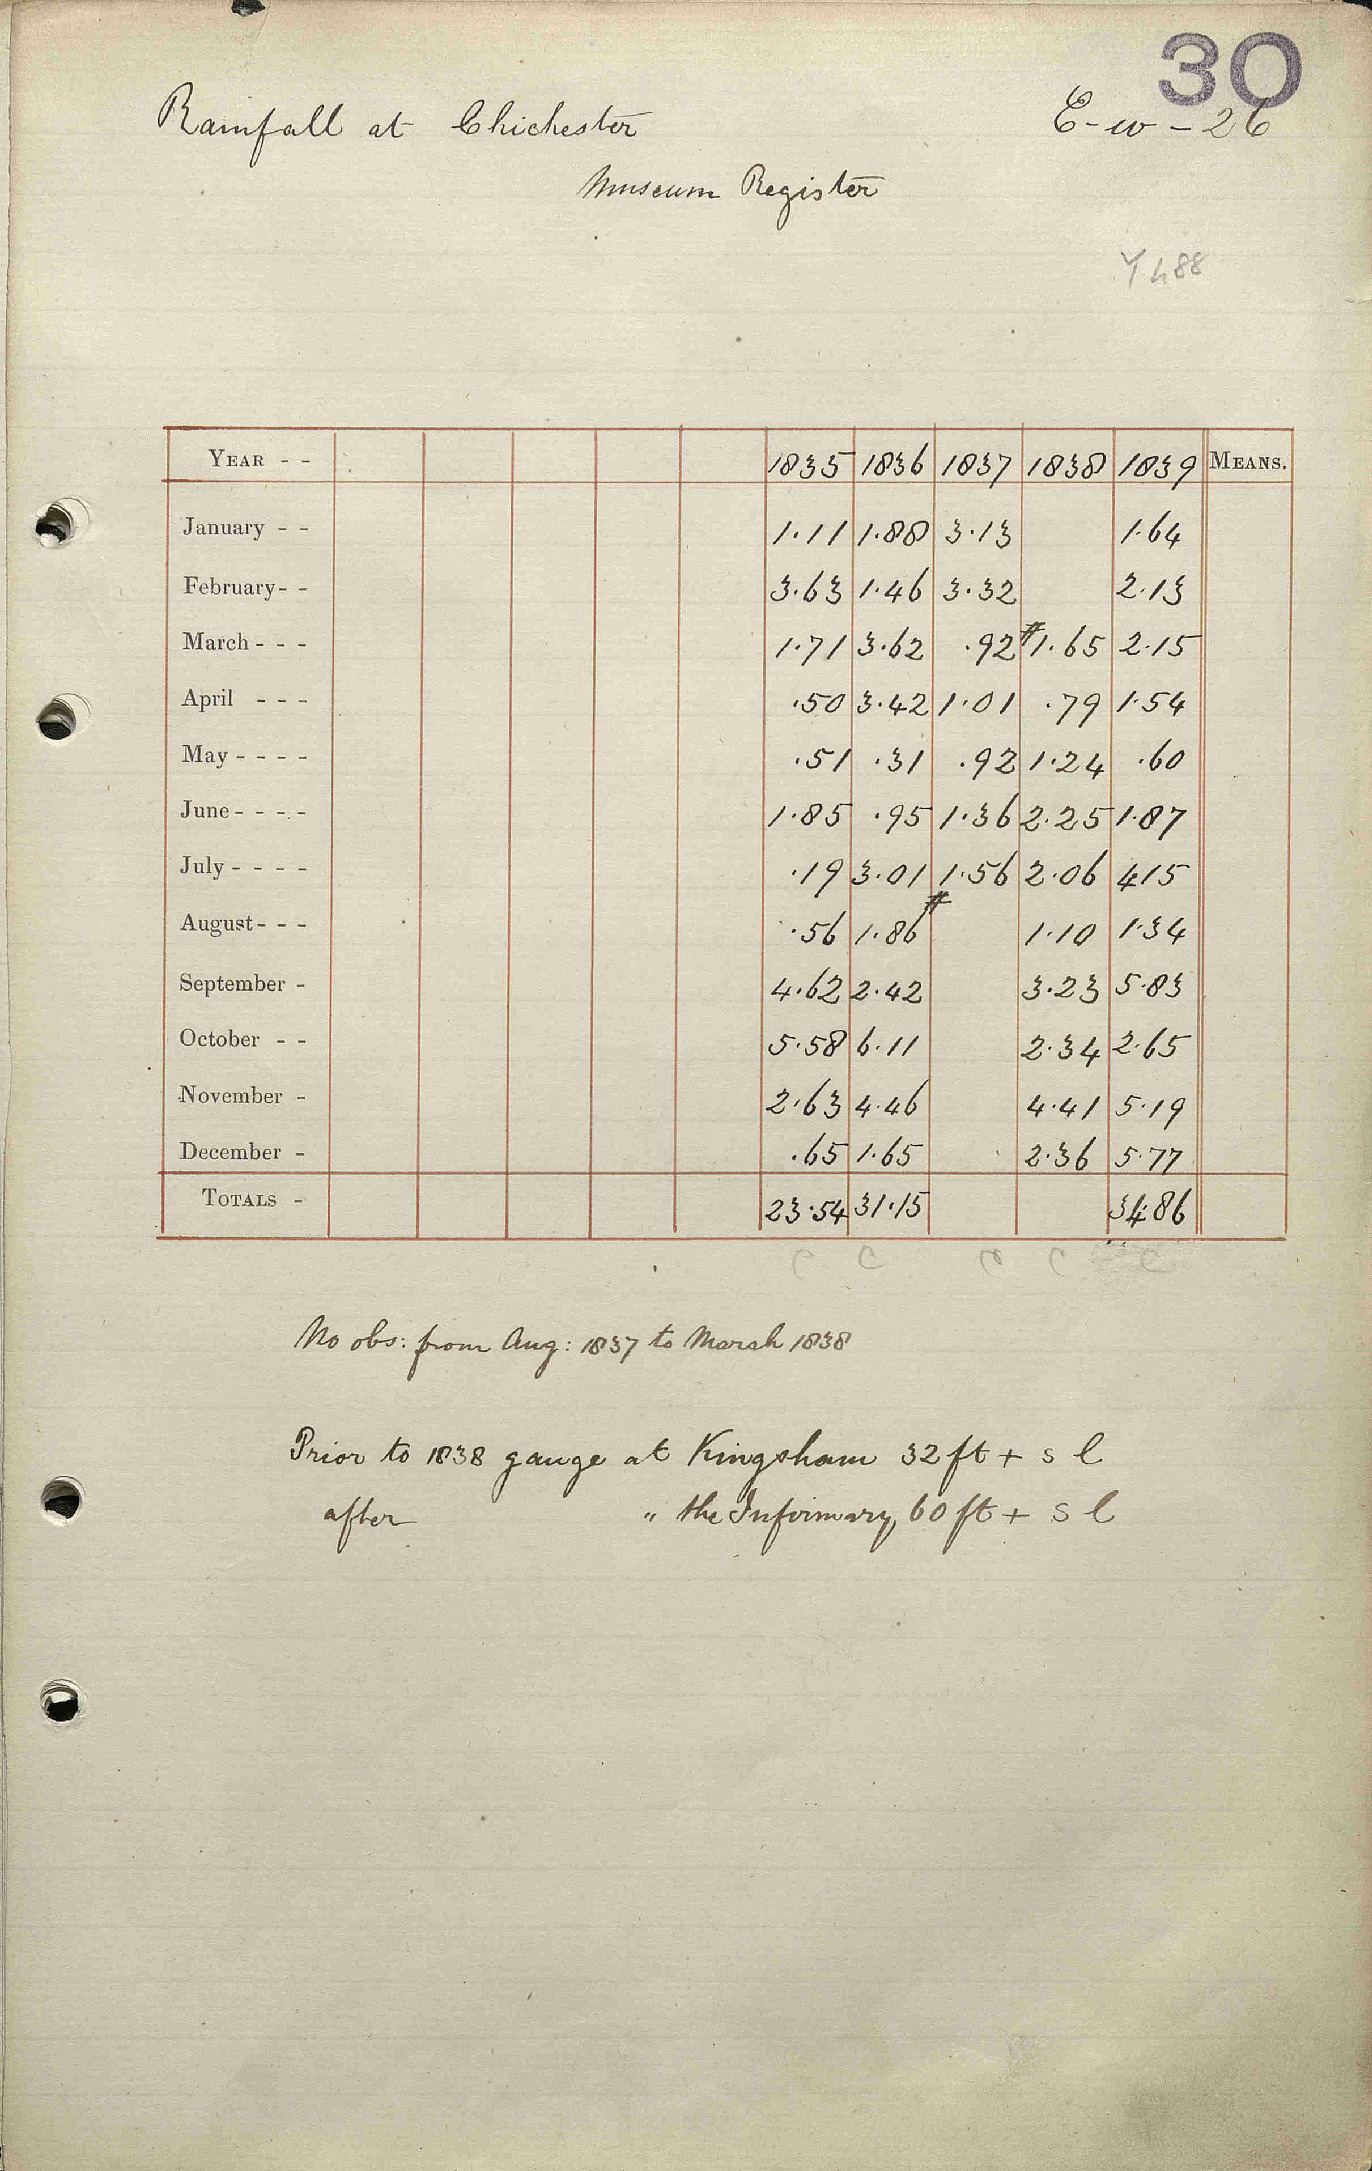 30
Rainfall at Chichester E-w-26
Museum Register
Y488
YEAR - - 1835 1836 1837 1838 1839 MEANS.
January - - 1.11 1.88 3.13 1.64
February - - 3.63 1.46 3.32 2.13
March - - - 1.71 3.62 .92 #1.65 2.15
April - - - .50 3.42 1.01 .79 1.54
May - - - - .51 .31 .92 1.24 .60
June - - - - 1.85 .95 1.36 2.25 1.87
July - - - - .19 3.01 1.56 2.06 4.15
August - - - .56 1.86 # 1.10 1.34
September - 4.62 2.42 3.23 5.83
October - - 5.58 6.11 2.34 2.65
November - 2.63 4.46 4.41 5.19
December - .65 1.65 2.36 5.77
TOTALS - 23.54 31.15 34.86
No obs: from Aug: 1837 to March 1838
Prior to 1838 gauge at Kingsham 32 ft + s l
after " the Infirmary, 60 ft + s l